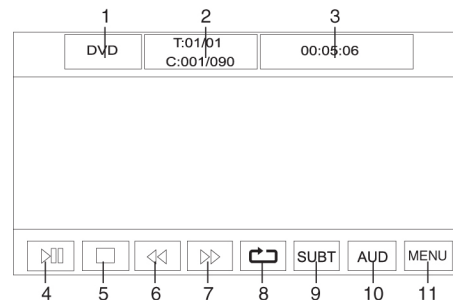 1 2 3
DVD T:01/01 00:05:06
C:001/090
SUBT AUD MENU
4 5 6 7 8 9 10 11